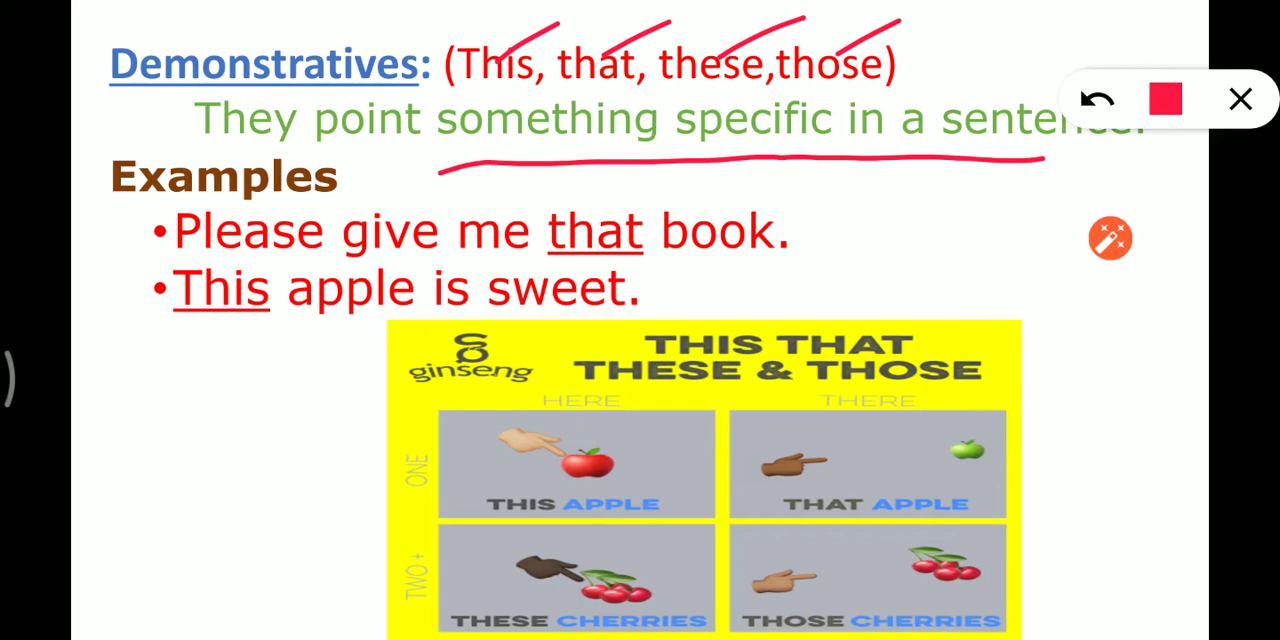 Demonstratives: (This, that, these,those)
They point something specific in a sentence.
Examples
•Please give me that book.
•This apple is sweet.
ginseng
THIS THAT
THESE & THOSE
HERE THERE
ONE
THIS APPLE THAT APPLE
TWO +
THESE CHERRIES THOSE CHERRIES